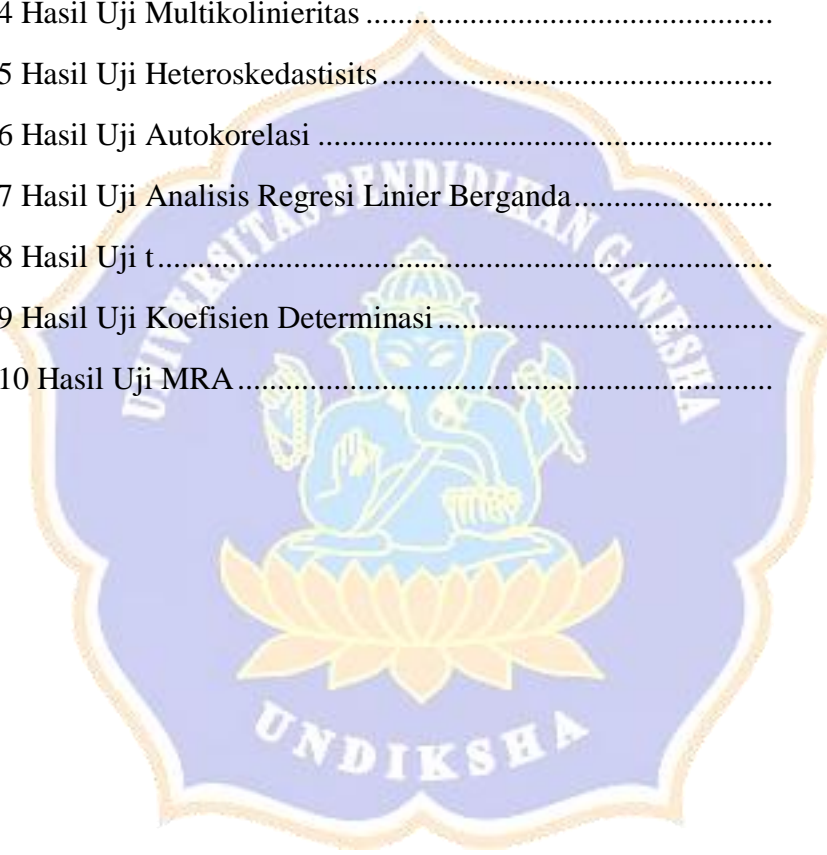 4 Hasil Uji Multikolinieritas ...................................................
5 Hasil Uji Heteroskedastisits .................................................
6 Hasil Uji Autokorelasi .........................................................
7 Hasil Uji Analisis Regresi Linier Berganda .........................
8 Hasil Uji t .............................................................................
9 Hasil Uji Koefisien Determinasi ..........................................
10 Hasil Uji MRA ...................................................................
UNIVERSITAS PENDIDIKAN GANESHA
UNDIKSHA